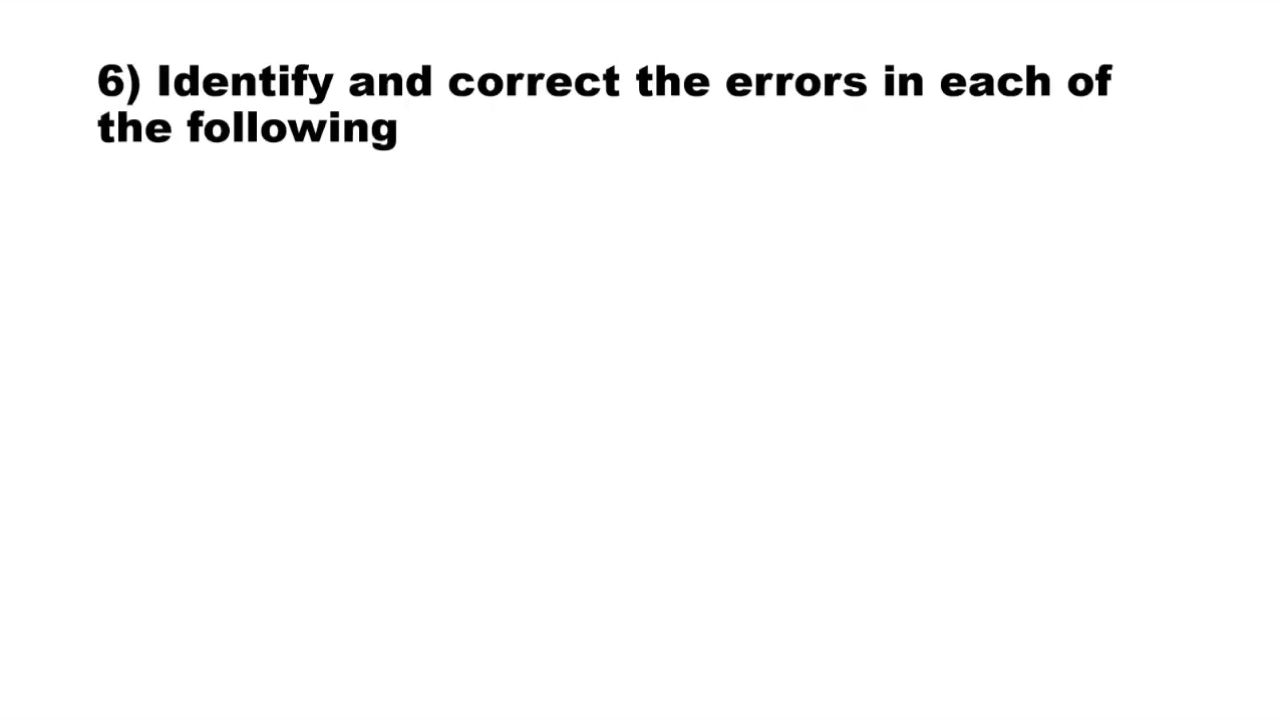 6) Identify and correct the errors in each of
the following